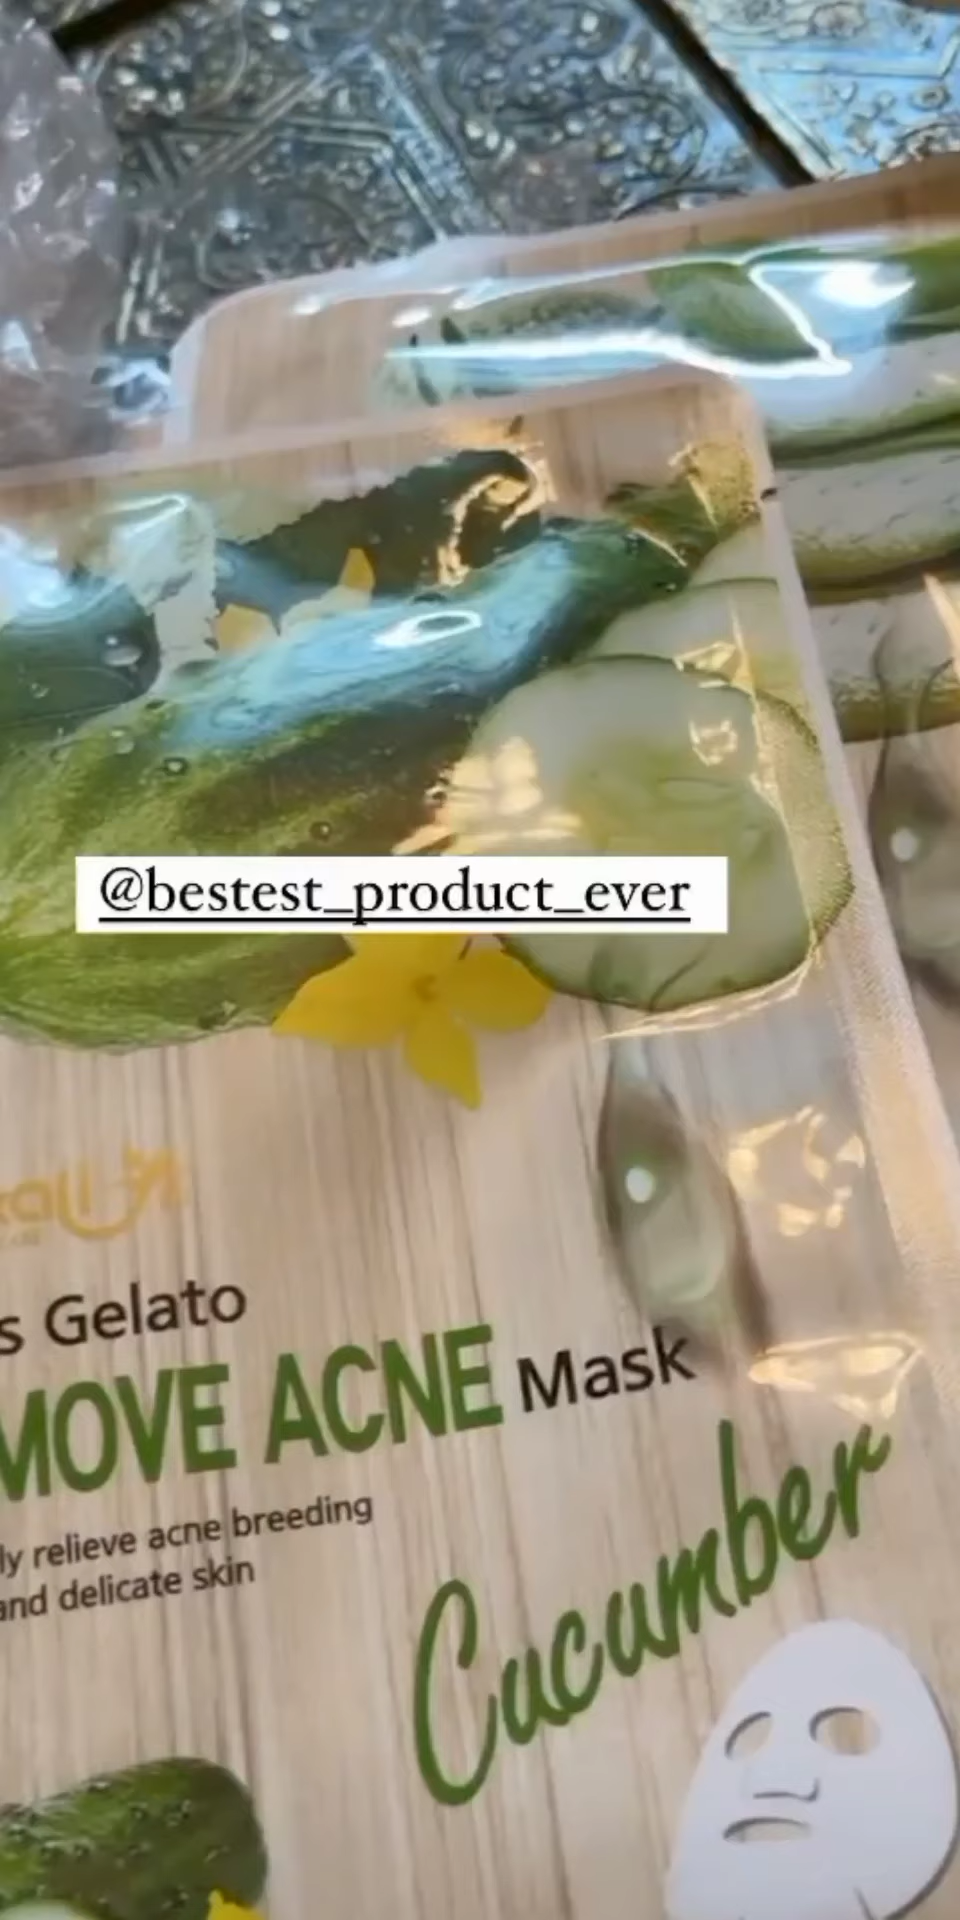 @bestest_product_ever
s Gelato
MOVE ACNE Mask
ly relieve acne breeding
and delicate skin
Cucumber